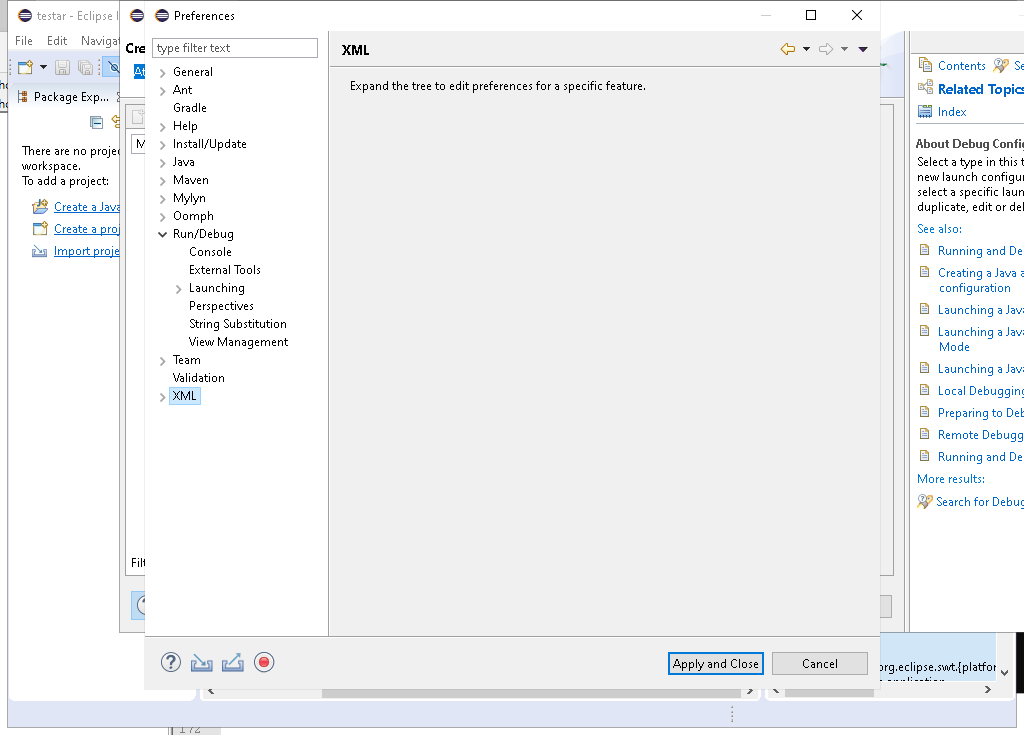 testar - Eclipse I
Preferences
File Edit Navigat
Cre
type filter text
XML
Contents
Se
At
Related Topics
Index
Package Exp...
Expand the tree to edit preferences for a specific feature.
General
Ant
Gradle
Help
Install/Update
Java
Maven
Mylyn
Oomph
Run/Debug
Console
External Tools
Launching
Perspectives
String Substitution
View Management
Team
Validation
XML
There are no projec
workspace.
To add a project:
Create a Java
Create a proj
Import proje
M
Filt
About Debug Config
Select a type in this t
new launch configur
select a specific laun
duplicate, edit or del
See also:
Running and De
Creating a Java a
configuration
Launching a Java
Launching a Java
Mode
Launching a Java
Local Debugging
Preparing to Deb
Remote Debugg
Running and De
More results:
Search for Debug
Apply and Close
Cancel
org.eclipse.swt.{platfor
172